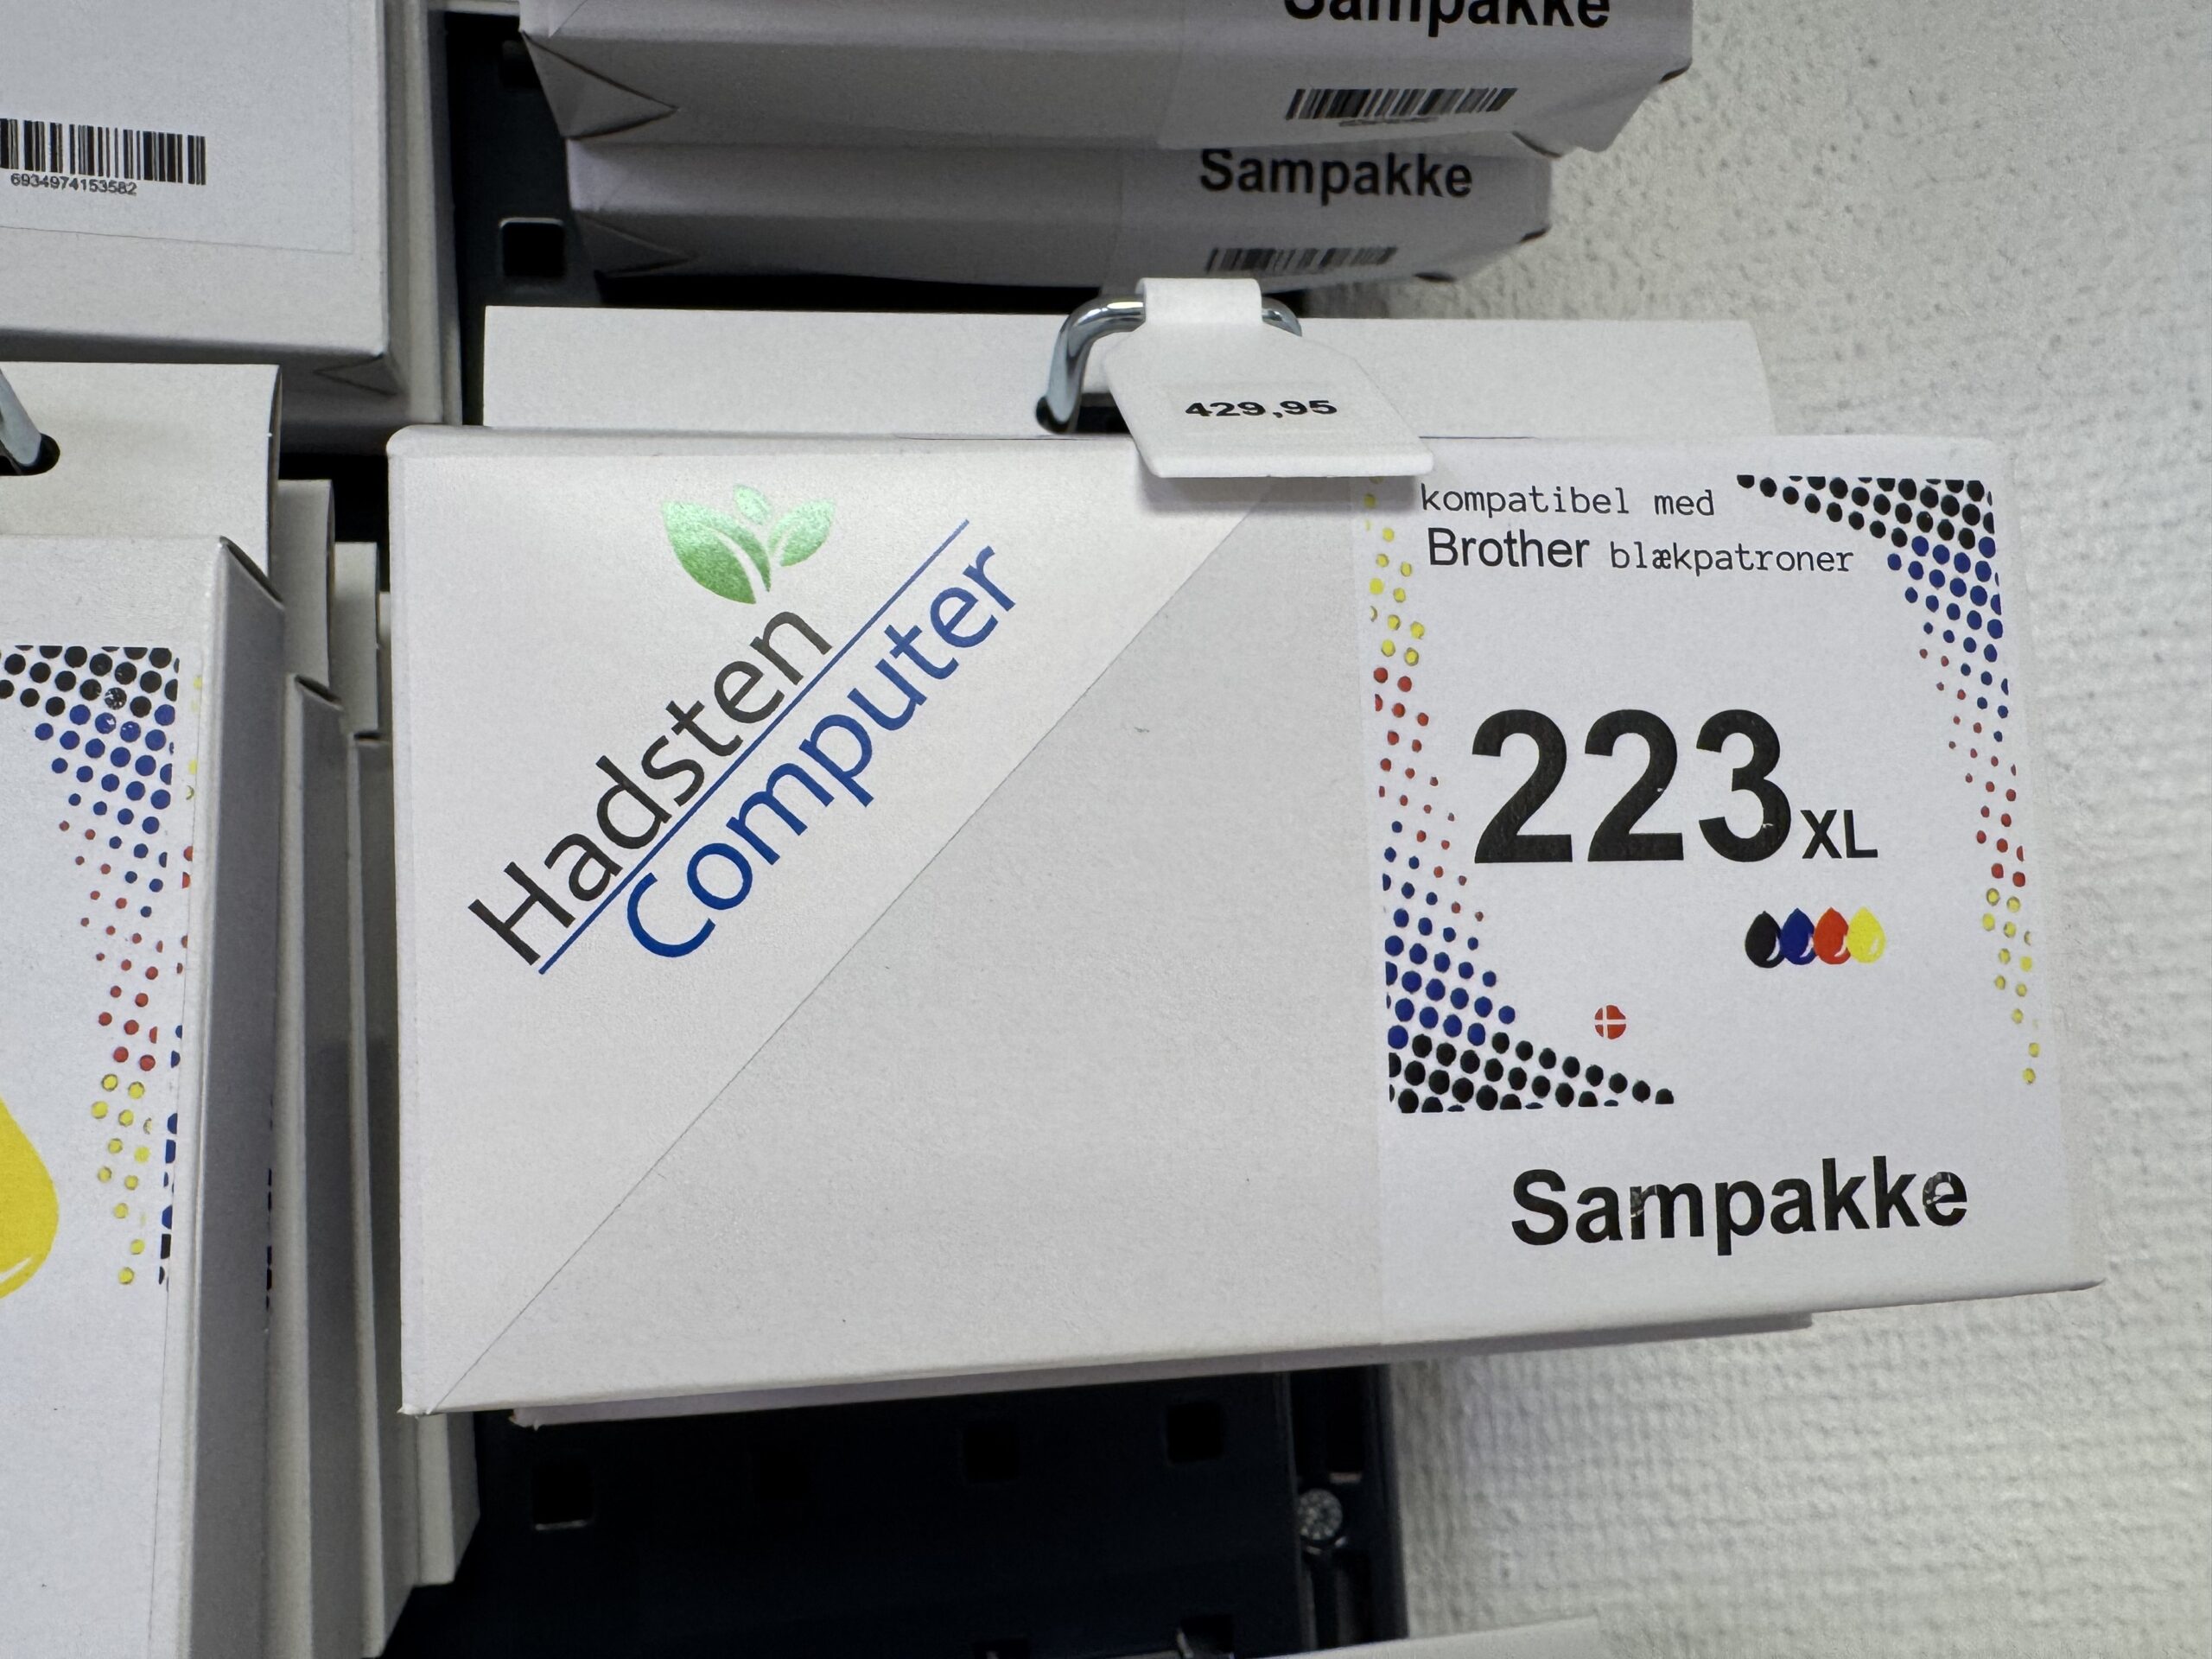 Sampakke
6934974153582
Sampakke
429,95
Hadsten
Computer
kompatibel med
Brother blækpatroner
223XL
Sampakke